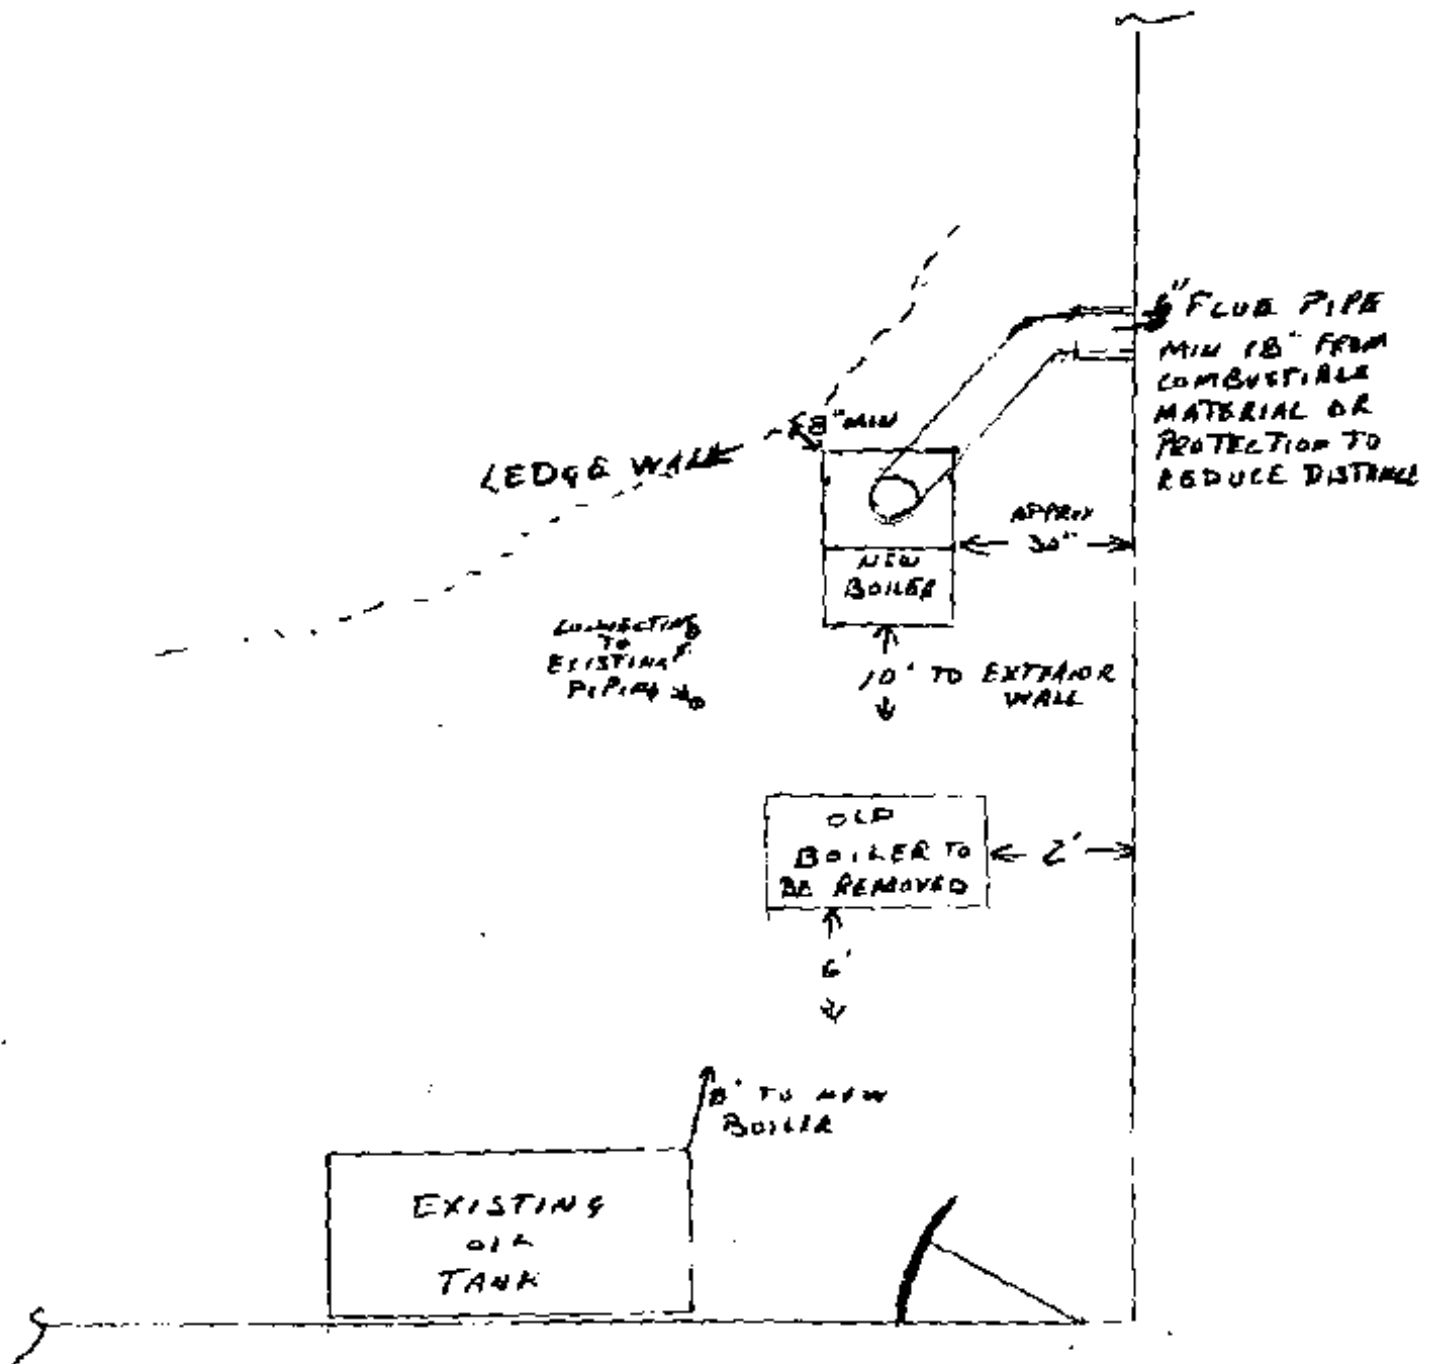 6" FLUE PIPE
MIN 18" FROM
COMBUSTIBLE
MATERIAL OR
PROTECTION TO
REDUCE DISTANCE
8" MIN
LEDGE WALL
APPROX
30"
NEW
BOILER
CONNECTING
TO
EXISTING
PIPING
10' TO EXTERIOR
WALL
OLD
BOILER TO
BE REMOVED
2'
6'
8' TO NEW
BOILER
EXISTING
OIL
TANK